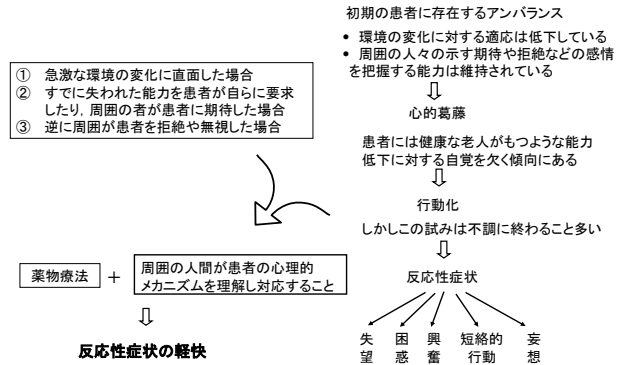 初期の患者に存在するアンバランス
• 環境の変化に対する適応は低下している
• 周囲の人々の示す期待や拒絶などの感情
を把握する能力は維持されている
心的葛藤
患者には健康な老人がもつような能力
低下に対する自覚を欠く傾向にある
行動化
しかしこの試みは不調に終わること多い
反応性症状
失望
困惑
興奮
短絡的
行動
妄想
① 急激な環境の変化に直面した場合
② すでに失われた能力を患者が自らに要求
したり, 周囲の者が患者に期待した場合
③ 逆に周囲が患者を拒絶や無視した場合
薬物療法
+
周囲の人間が患者の心理的
メカニズムを理解し対応すること
反応性症状の軽快